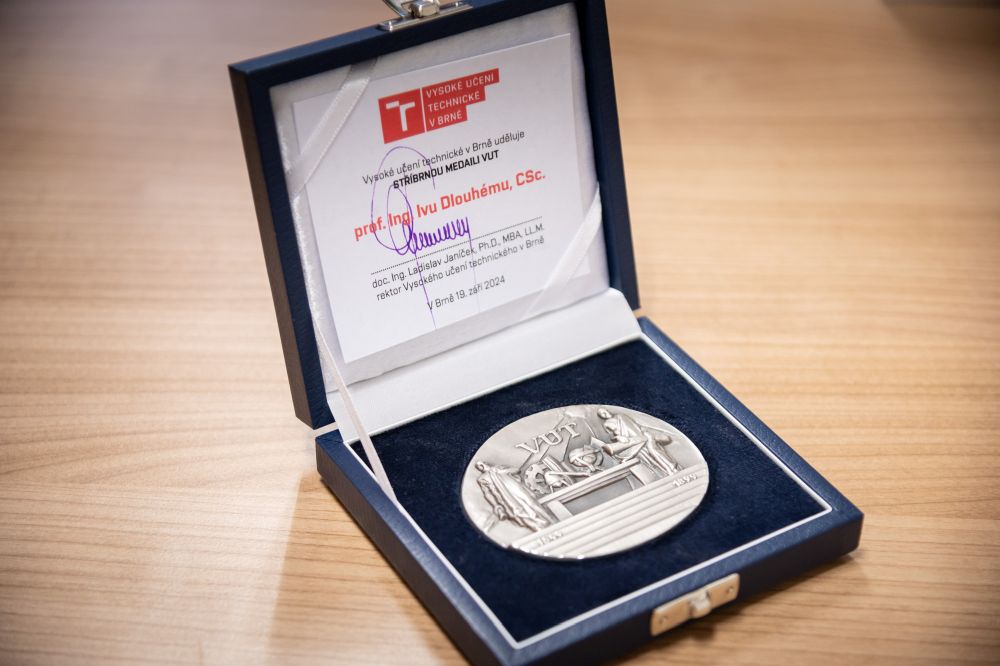 VYSOKÉ UČENÍ
TECHNICKÉ
V BRNĚ
Vysoké učení technické v Brně uděluje
STŘÍBRNOU MEDAILI VUT
prof. Ing. Ivu Dlouhému, CSc.
doc. Ing. Ladislav Janíček, Ph.D., MBA, LL.M.
rektor Vysokého učení technického v Brně
V Brně 19. září 2024
VUT
1899